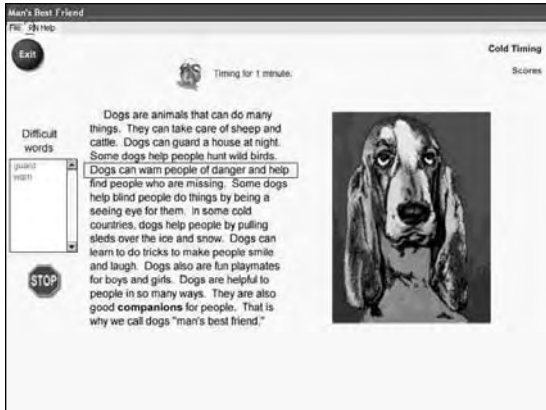 Man's Best Friend
File RN Help
Exit
Cold Timing
Timing for 1 minute.
Scores
Difficult
words
guard
warn
STOP
Dogs are animals that can do many
things. They can take care of sheep and
cattle. Dogs can guard a house at night.
Some dogs help people hunt wild birds.
Dogs can warn people of danger and help
find people who are missing. Some dogs
help blind people do things by being a
seeing eye for them. In some cold
countries, dogs help people by pulling
sleds over the ice and snow. Dogs can
learn to do tricks to make people smile
and laugh. Dogs also are fun playmates
for boys and girls. Dogs are helpful to
people in so many ways. They are also
good companions for people. That is
why we call dogs "man's best friend."